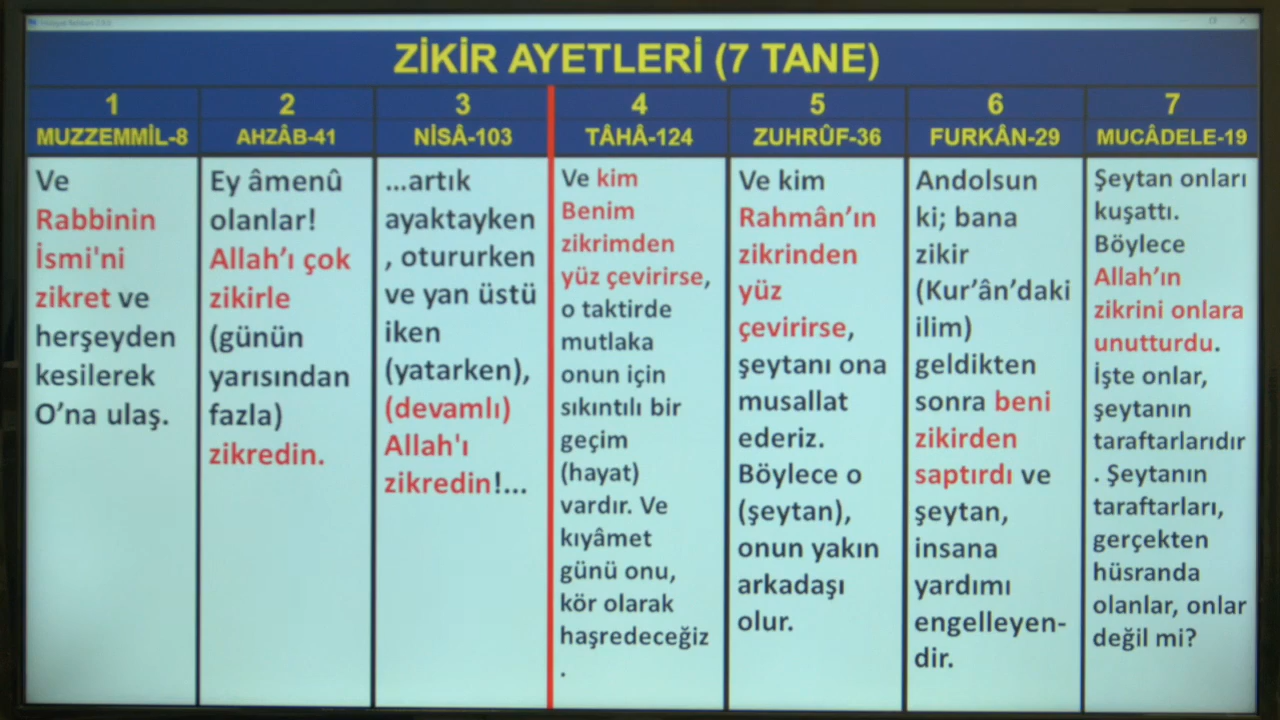 ZİKİR AYETLERİ (7 TANE)
1
MUZZEMMİL-8
Ve
Rabbinin
İsmi'ni
zikret ve
herşeyden
kesilerek
O’na ulaş.
2
AHZÂB-41
Ey âmenû
olanlar!
Allah’ı çok
zikirle
(günün
yarısından
fazla)
zikredin.
3
NİSÂ-103
...artık
ayaktayken
, otururken
ve yan üstü
iken
(yatarken),
(devamlı)
Allah'ı
zikredin!...
4
TÂHÂ-124
Ve kim
Benim
zikrimden
yüz çevirirse,
o taktirde
mutlaka
onun için
sıkıntılı bir
geçim
(hayat)
vardır. Ve
kıyâmet
günü onu,
kör olarak
haşredeceğiz
.
5
ZUHRÛF-36
Ve kim
Rahmân’ın
zikrinden
yüz
çevirirse,
şeytanı ona
musallat
ederiz.
Böylece o
(şeytan),
onun yakın
arkadaşı
olur.
6
FURKÂN-29
Andolsun
ki; bana
zikir
(Kur’ân’daki
ilim)
geldikten
sonra beni
zikirden
saptırdı ve
şeytan,
insana
yardımı
engelleyen-
dir.
7
MUCÂDELE-19
Şeytan onları
kuşattı.
Böylece
Allah’ın
zikrini onlara
unutturdu.
İşte onlar,
şeytanın
taraftarlarıdır
. Şeytanın
taraftarları,
gerçekten
hüsranda
olanlar, onlar
değil mi?